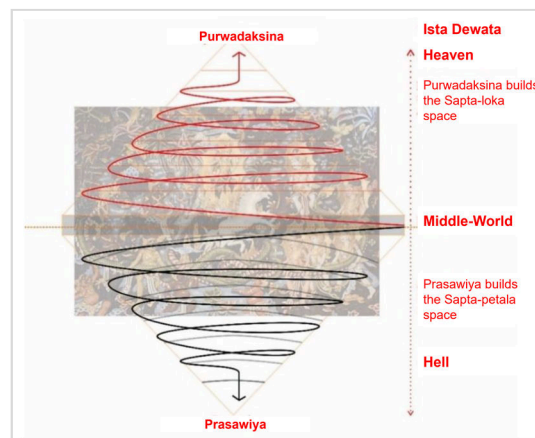 Purwadaksina
Ista Dewata
Heaven
Purwadaksina builds
the Sapta-loka
space
Middle-World
Prasawiya builds
the Sapta-petala
space
Hell
Prasawiya